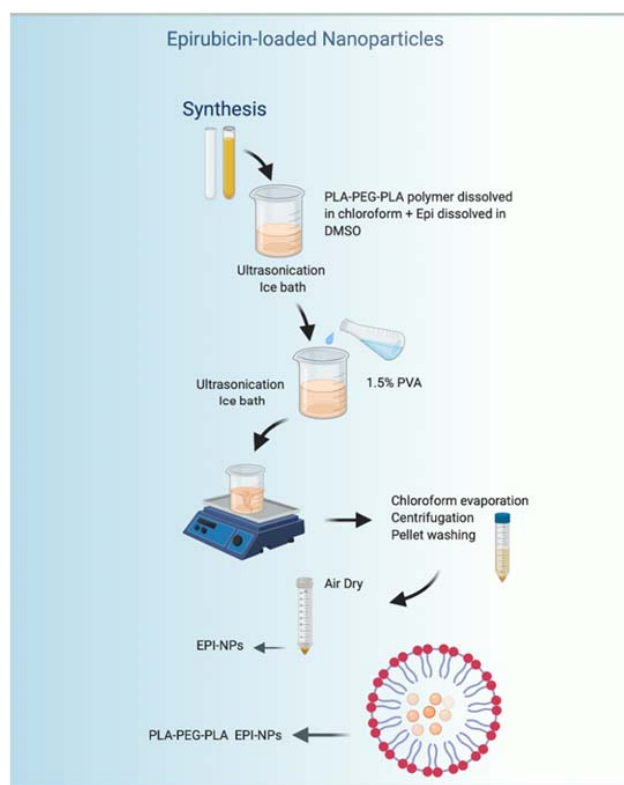 Epirubicin-loaded Nanoparticles
Synthesis
PLA-PEG-PLA polymer dissolved
in chloroform + Epi dissolved in
DMSO
Ultrasonication
Ice bath
Ultrasonication
Ice bath
1.5% PVA
Chloroform evaporation
Centrifugation
Pellet washing
Air Dry
EPI-NPs
PLA-PEG-PLA EPI-NPs